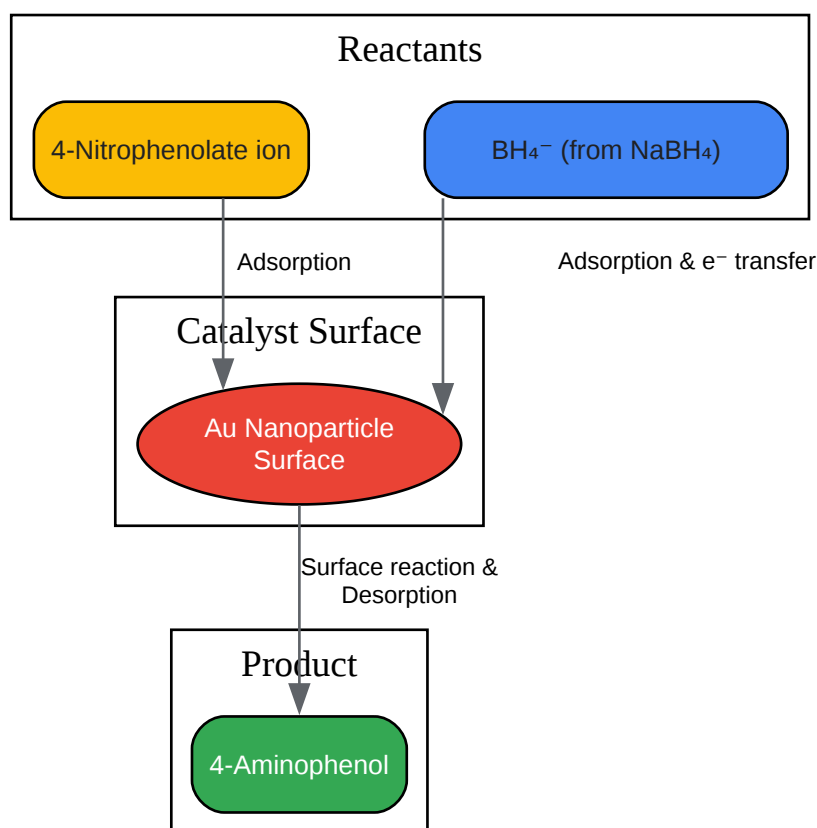 Reactants
4-Nitrophenolate ion
BH₄⁻ (from NaBH₄)
Adsorption
Adsorption & e⁻ transfer
Catalyst Surface
Au Nanoparticle
Surface
Surface reaction &
Desorption
Product
4-Aminophenol